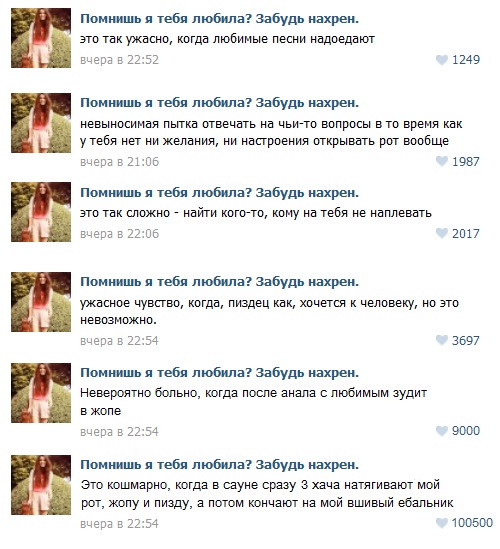 Помнишь я тебя любила? Забудь нахрен.
это так ужасно, когда любимые песни надоедают
вчера в 22:52 1249
Помнишь я тебя любила? Забудь нахрен.
невыносимая пытка отвечать на чьи-то вопросы в то время как
у тебя нет ни желания, ни настроения открывать рот вообще
вчера в 21:06 1987
Помнишь я тебя любила? Забудь нахрен.
это так сложно - найти кого-то, кому на тебя не наплевать
вчера в 22:06 2017
Помнишь я тебя любила? Забудь нахрен.
ужасное чувство, когда, пиздец как, хочется к человеку, но это
невозможно.
вчера в 22:54 3697
Помнишь я тебя любила? Забудь нахрен.
Невероятно больно, когда после анала с любимым зудит
в жопе
вчера в 22:54 9000
Помнишь я тебя любила? Забудь нахрен.
Это кошмарно, когда в сауне сразу 3 хача натягивают мой
рот, жопу и пизду, а потом кончают на мой вшивый ебальник
вчера в 22:54 100500